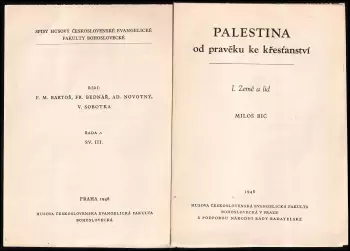 SPISY HUSOVY ČESKOSLOVENSKÉ EVANGELICKÉ
FAKULTY BOHOSLOVECKÉ
ŘÍDÍ:
F. M. BARTOŠ, FR. BEDNÁŘ, AD. NOVOTNÝ,
V. SOBOTKA
ŘADA
SV. III.
PRAHA 1948
HUSOVA ČESKOSLOVENSKÁ EVANGELICKÁ FAKULTA
BOHOSLOVECKÁ
PALESTINA
od pravěku ke křesťanství
I. Země a lid
MILOŠ BIČ
1948
HUSOVA ČESKOSLOVENSKÁ EVANGELICKÁ FAKULTA
BOHOSLOVECKÁ V PRAZE
S PODPOROU NÁRODNÍ RADY BADATELSKÉ